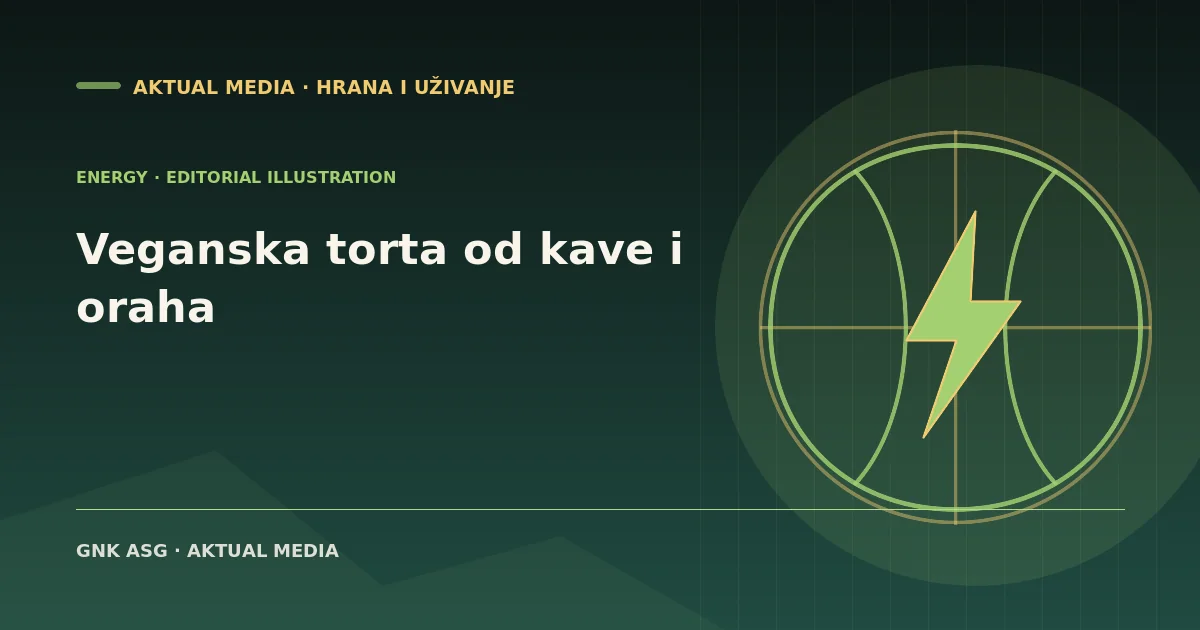 AKTUAL MEDIA · HRANA I UŽIVANJE
ENERGY · EDITORIAL ILLUSTRATION
Veganska torta od kave i
oraha
GNK ASG · AKTUAL MEDIA